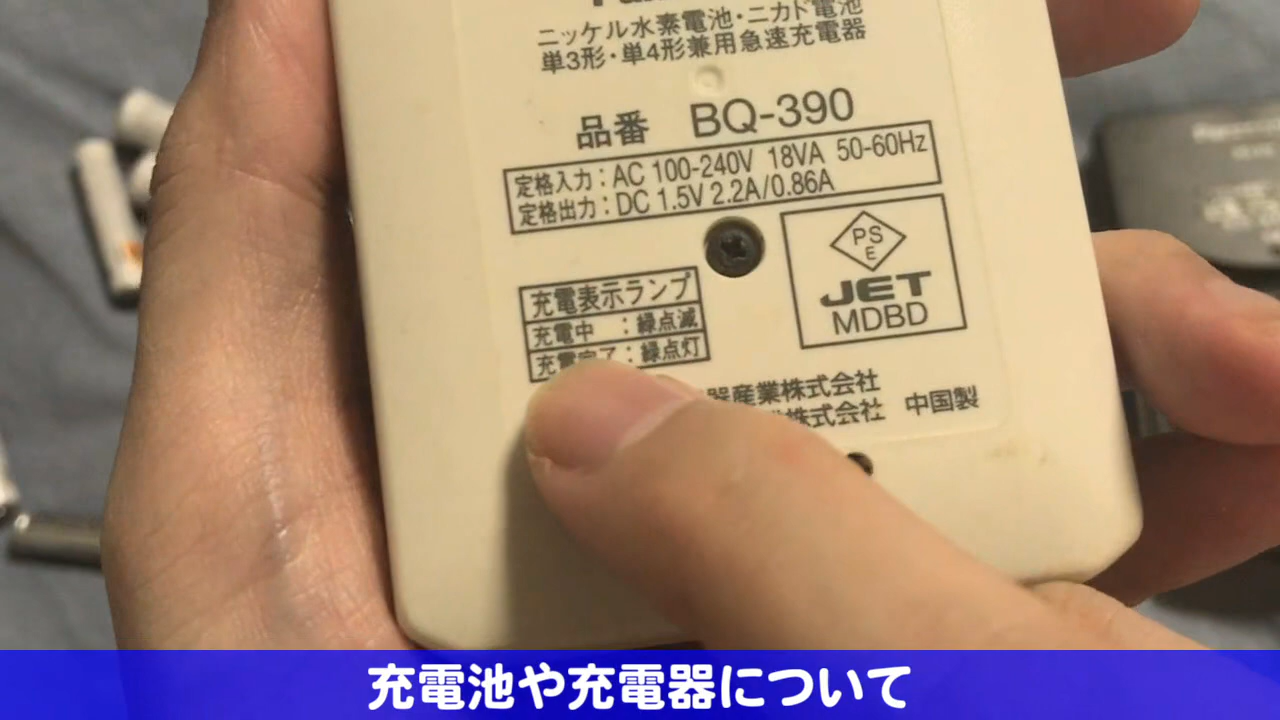 ニッケル水素電池・ニカド電池
単3形・単4形兼用急速充電器
品番 BQ-390
定格入力：AC 100-240V 18VA 50-60Hz
定格出力：DC 1.5V 2.2A/0.86A
充電表示ランプ
充電中 ：緑点滅
充電完了：緑点灯
PS
E
JET
MDBD
器産業株式会社
株式会社 中国製
充電池や充電器について